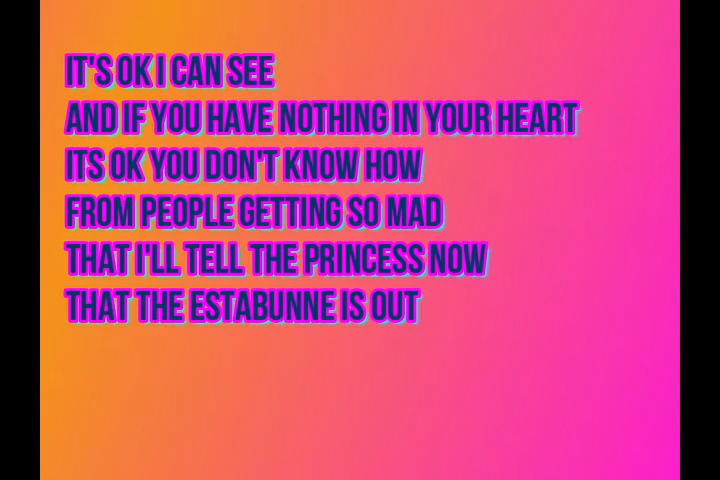 IT'S OK I CAN SEE
AND IF YOU HAVE NOTHING IN YOUR HEART
ITS OK YOU DON'T KNOW HOW
FROM PEOPLE GETTING SO MAD
THAT I'LL TELL THE PRINCESS NOW
THAT THE ESTABUNNE IS OUT